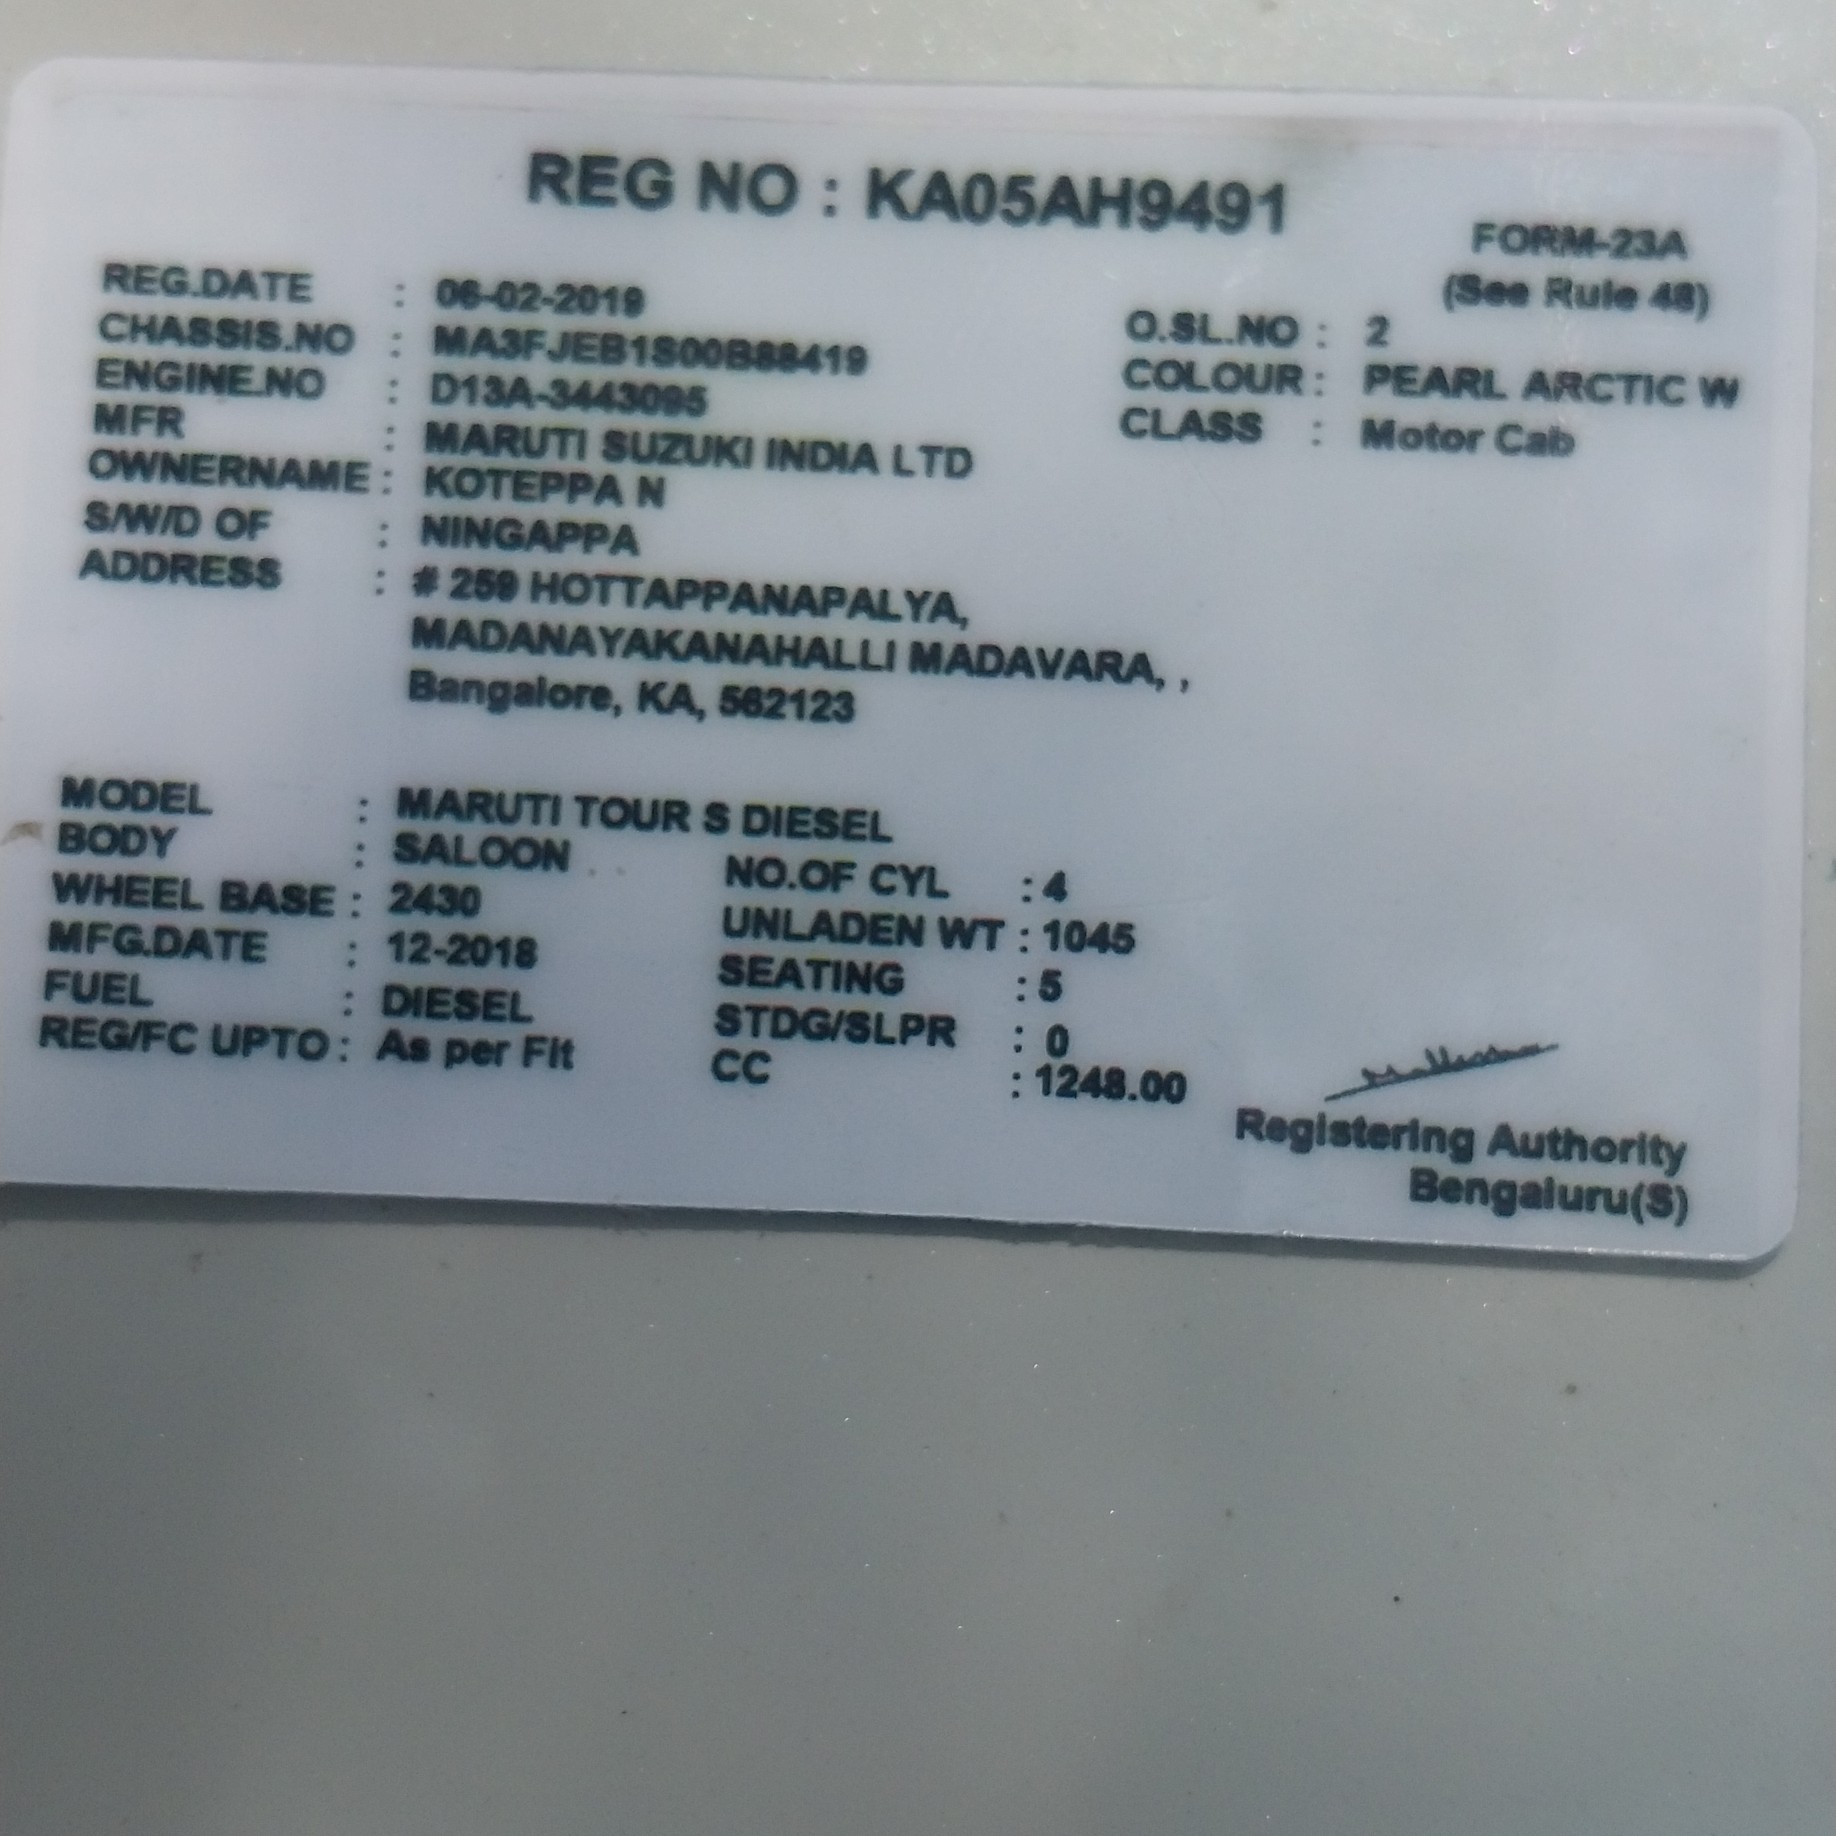 REG NO : KA05AH9491
FORM-23A
(See Rule 48)
REG.DATE : 06-02-2019
CHASSIS.NO : MA3FJEB1S00B88419
ENGINE.NO : D13A-3443095
MFR : MARUTI SUZUKI INDIA LTD
OWNERNAME : KOTEPPA N
S/W/D OF : NINGAPPA
ADDRESS : # 259 HOTTAPPANAPALYA,
MADANAYAKANAHALLI MADAVARA, ,
Bangalore, KA, 562123
O.SL.NO : 2
COLOUR : PEARL ARCTIC W
CLASS : Motor Cab
MODEL : MARUTI TOUR S DIESEL
BODY : SALOON
WHEEL BASE : 2430
MFG.DATE : 12-2018
FUEL : DIESEL
REG/FC UPTO : As per Fit
NO.OF CYL : 4
UNLADEN WT : 1045
SEATING : 5
STDG/SLPR : 0
CC : 1248.00
Registering Authority
Bengaluru(S)